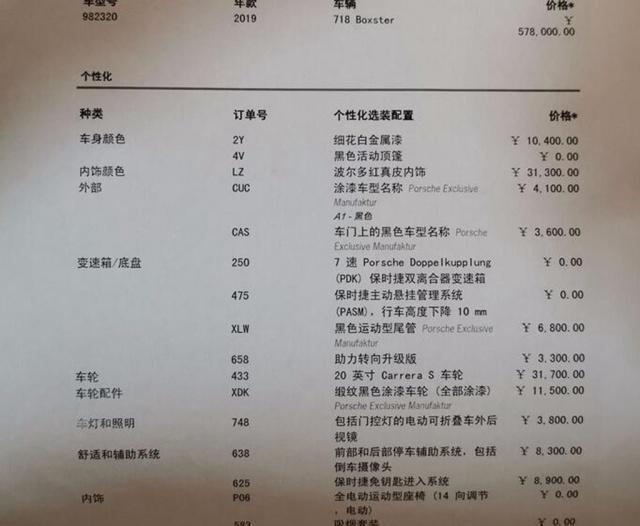 车型号 年款 车辆 价格*
982320 2019 718 Boxster ￥
578,000.00
个性化
种类 订单号 个性化选装配置 价格*
车身颜色 2Y 细花白金属漆 ￥ 10,400.00
4V 黑色活动顶篷 ￥ 0.00
内饰颜色 LZ 波尔多红真皮内饰 ￥ 31,300.00
外部 CUC 涂漆车型名称 Porsche Exclusive ￥ 4,100.00
Manufaktur
A1 - 黑色
CAS 车门上的黑色车型名称 Porsche ￥ 3,600.00
Exclusive Manufaktur
变速箱/底盘 250 7 速 Porsche Doppelkupplung ￥ 0.00
(PDK) 保时捷双离合器变速箱
475 保时捷主动悬挂管理系统 ￥ 0.00
(PASM), 行车高度下降 10 mm
XLW 黑色运动型尾管 Porsche Exclusive ￥ 6,800.00
Manufaktur
658 助力转向升级版 ￥ 3,300.00
车轮 433 20 英寸 Carrera S 车轮 ￥ 31,700.00
车轮配件 XDK 缎纹黑色涂漆车轮 (全部涂漆) ￥ 11,500.00
Porsche Exclusive Manufaktur
车灯和照明 748 包括门控灯的电动可折叠车外后 ￥ 3,800.00
视镜
舒适和辅助系统 638 前部和后部停车辅助系统, 包括 ￥ 8,300.00
倒车摄像头
625 保时捷免钥匙进入系统 ￥ 8,900.00
内饰 P06 全电动运动型座椅 (14 向调节 ￥ 0.00
, 电动)
583 吸烟套装 ￥ 0.00